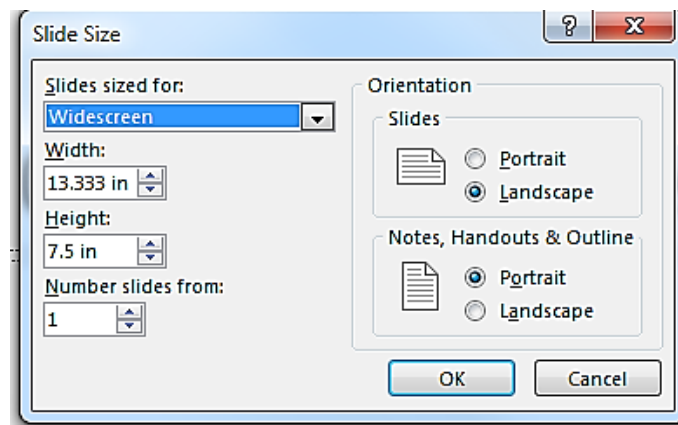 Slide Size
?
Slides sized for:
Widescreen
Width:
13.333 in
Height:
7.5 in
Number slides from:
1
Orientation
Slides
Portrait
Landscape
Notes, Handouts & Outline
Portrait
Landscape
OK
Cancel